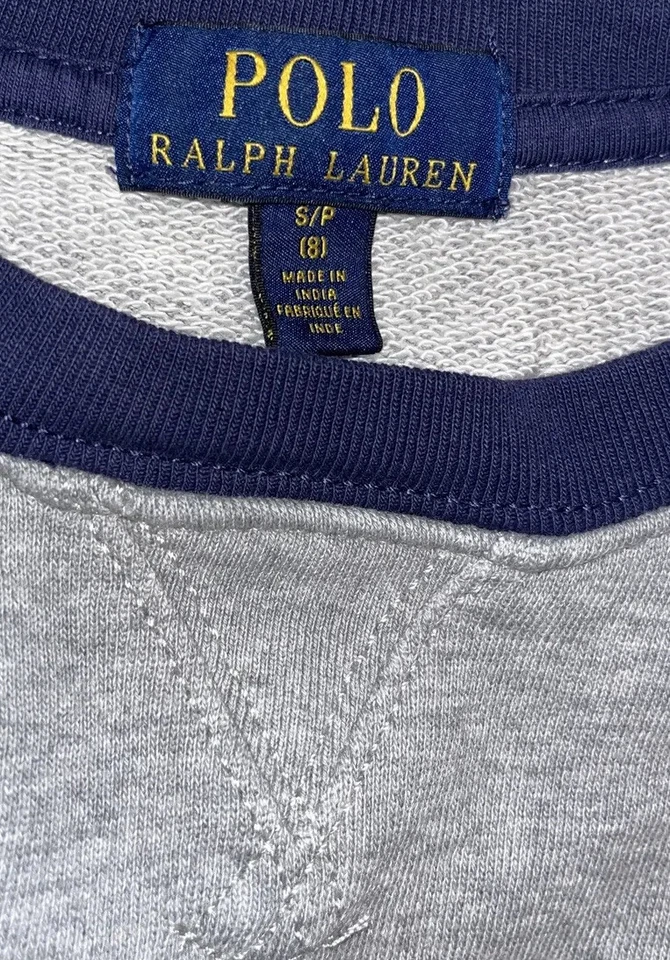 POLO
RALPH LAUREN
S/P
(8)
MADE IN
INDIA
FABRIQUÉ EN
INDE